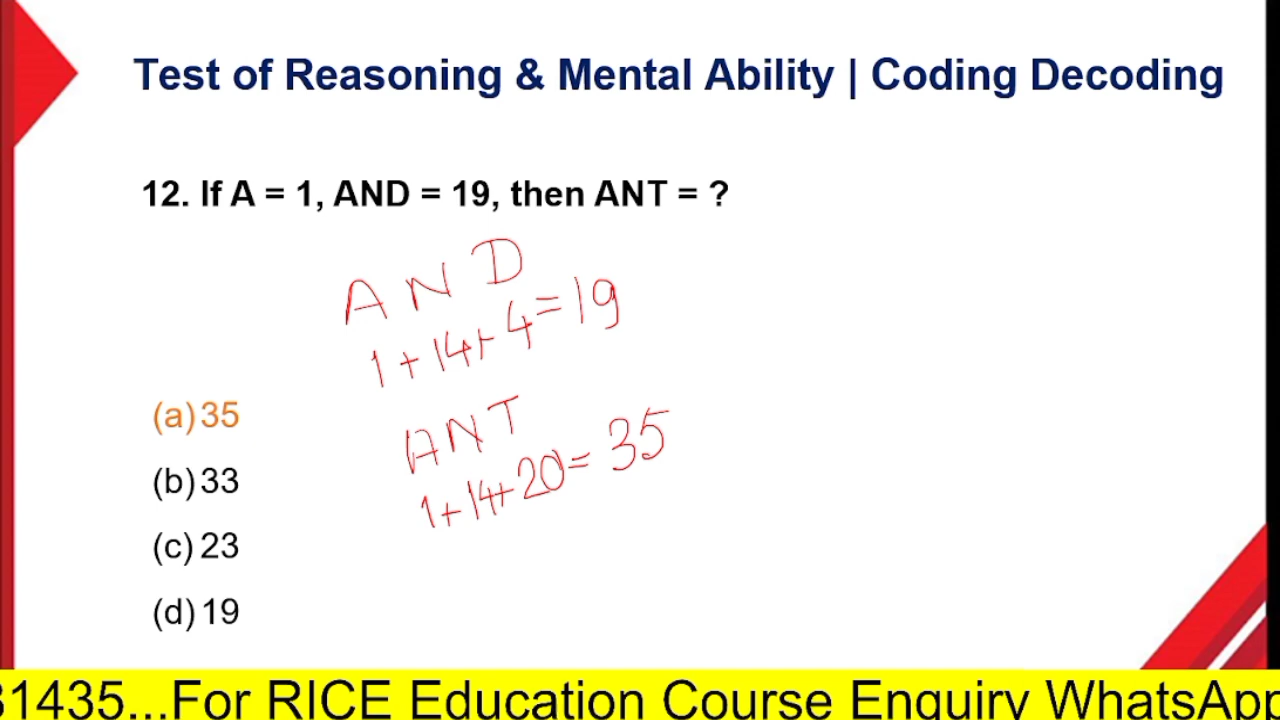 Test of Reasoning & Mental Ability | Coding Decoding
12. If A = 1, AND = 19, then ANT = ?
A N D
1 + 14 + 4 = 19
ANT
1+14+20= 35
(a) 35
(b) 33
(c) 23
(d) 19
31435...For RICE Education Course Enquiry WhatsApp